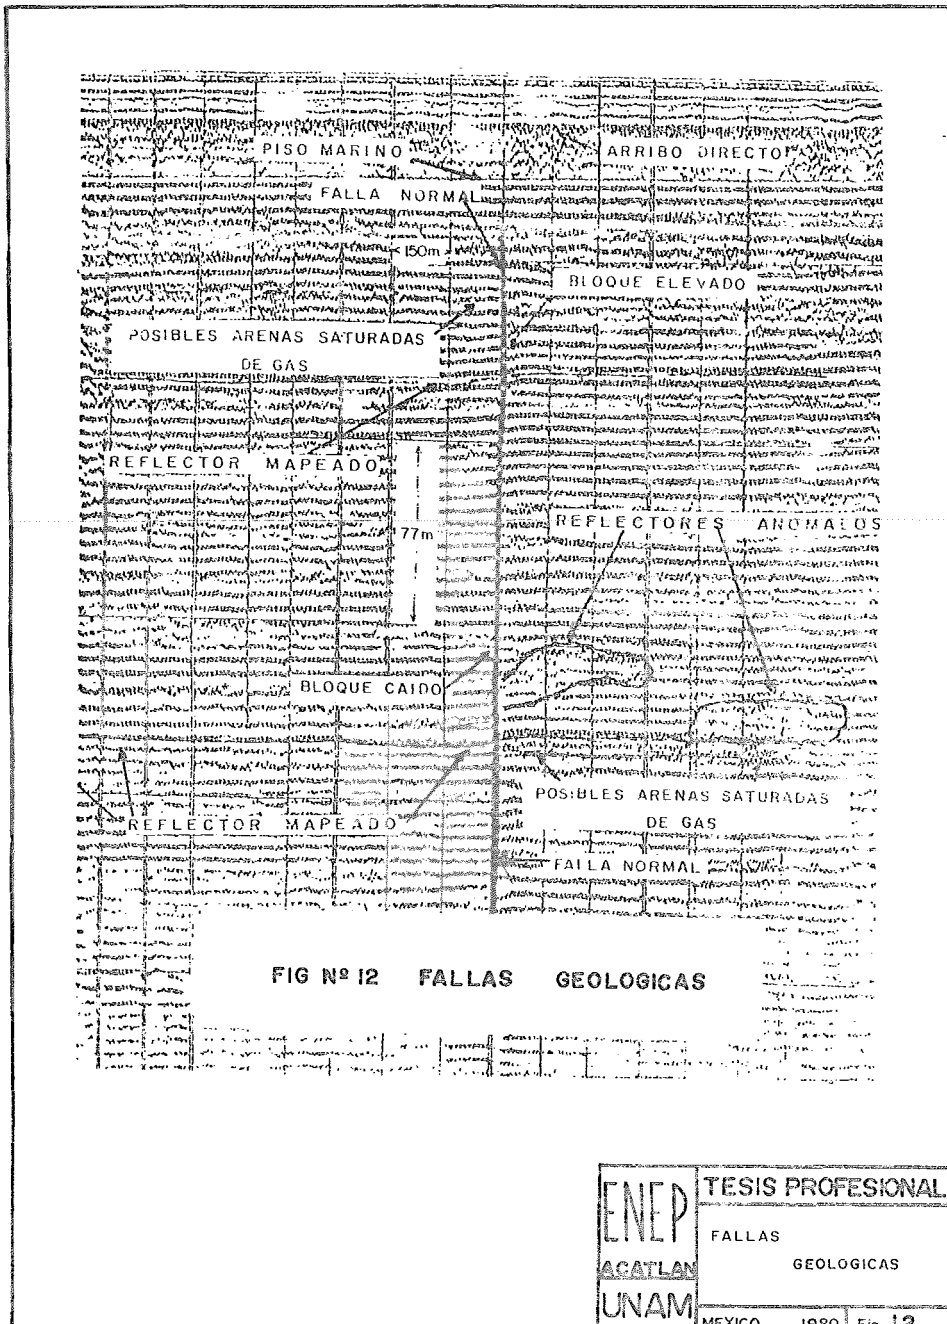 PISO MARINO
ARRIBO DIRECTO
FALLA NORMAL
150m
BLOQUE ELEVADO
POSIBLES ARENAS SATURADAS
DE GAS
REFLECTOR MAPEADO
REFLECTORES ANOMALOS
77m
BLOQUE CAIDO
POSIBLES ARENAS SATURADAS
DE GAS
REFLECTOR MAPEADO
FALLA NORMAL
FIG Nº 12 FALLAS GEOLOGICAS
ENEP
ACATLAN
UNAM
TESIS PROFESIONAL
FALLAS
GEOLOGICAS
MEXICO 1989 Fig. 12